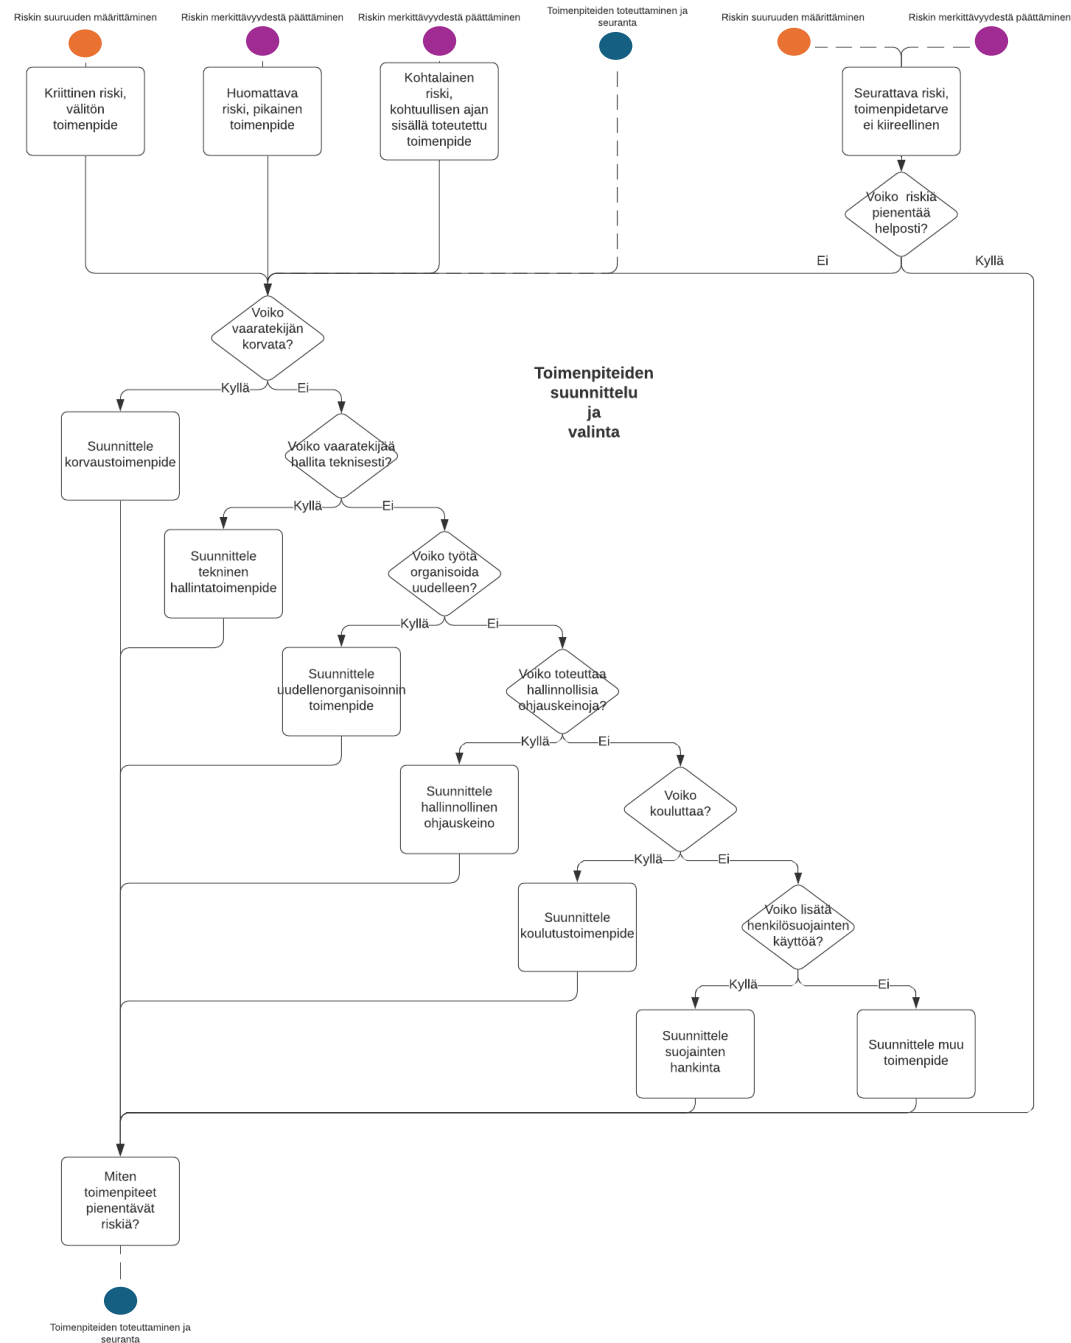 Riskin suuruuden määrittäminen
Riskin merkittävyydestä päättäminen
Riskin merkittävyydestä päättäminen
Toimenpiteiden toteuttaminen ja
seuranta
Riskin suuruuden määrittäminen
Riskin merkittävyydestä päättäminen
Kriittinen riski,
välitön
toimenpide
Huomattava
riski, pikainen
toimenpide
Kohtalainen
riski,
kohtuullisen ajan
sisällä toteutettu
toimenpide
Seurattava riski,
toimenpidetarve
ei kiireellinen
Voiko riskiä
pienentää
helposti?
Ei
Kyllä
Voiko
vaaratekijän
korvata?
Toimenpiteiden
suunnittelu
ja
valinta
Kyllä
Ei
Suunnittele
korvaustoimenpide
Voiko vaaratekijää
hallita teknisesti?
Kyllä
Ei
Suunnittele
tekninen
hallintatoimenpide
Voiko työtä
organisoida
uudelleen?
Kyllä
Ei
Suunnittele
uudellenorganisoinnin
toimenpide
Voiko toteuttaa
hallinnollisia
ohjauskeinoja?
Kyllä
Ei
Suunnittele
hallinnollinen
ohjauskeino
Voiko
kouluttaa?
Kyllä
Ei
Suunnittele
koulutustoimenpide
Voiko lisätä
henkilösuojainten
käyttöä?
Kyllä
Ei
Suunnittele
suojainten
hankinta
Suunnittele muu
toimenpide
Miten
toimenpiteet
pienentävät
riskiä?
Toimenpiteiden toteuttaminen ja
seuranta